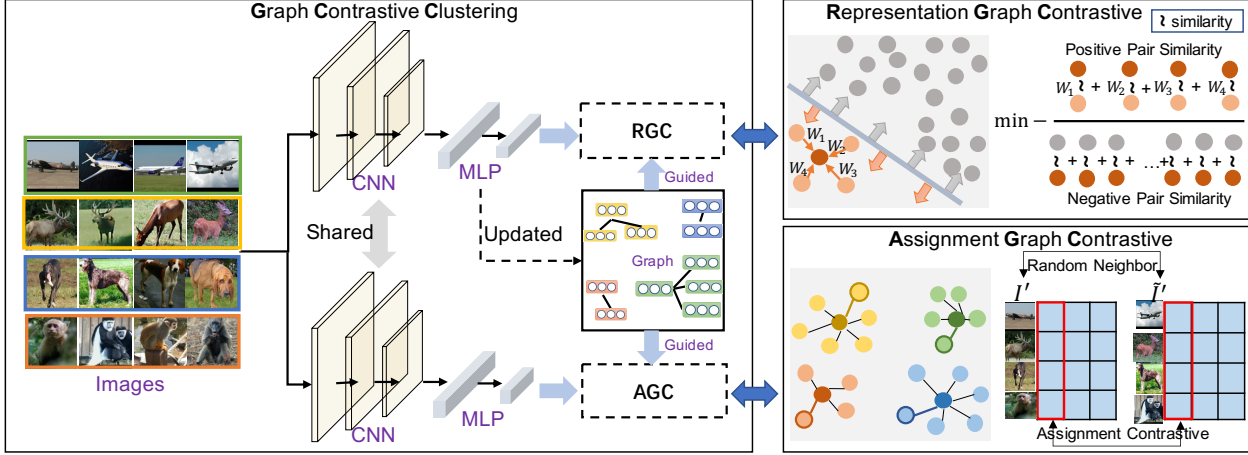 Graph Contrastive Clustering
Images
CNN
MLP
Shared
Updated
CNN
MLP
RGC
Guided
Graph
Guided
AGC
Representation Graph Contrastive
~ similarity
Positive Pair Similarity
W1 ~ + W2 ~ + W3 ~ + W4 ~
min −
~ + ~ + ~ + ...+ ~ + ~ + ~
Negative Pair Similarity
W1
W2
W4
W3
Assignment Graph Contrastive
Random Neighbor
I′ Ĩ′
Assignment Contrastive